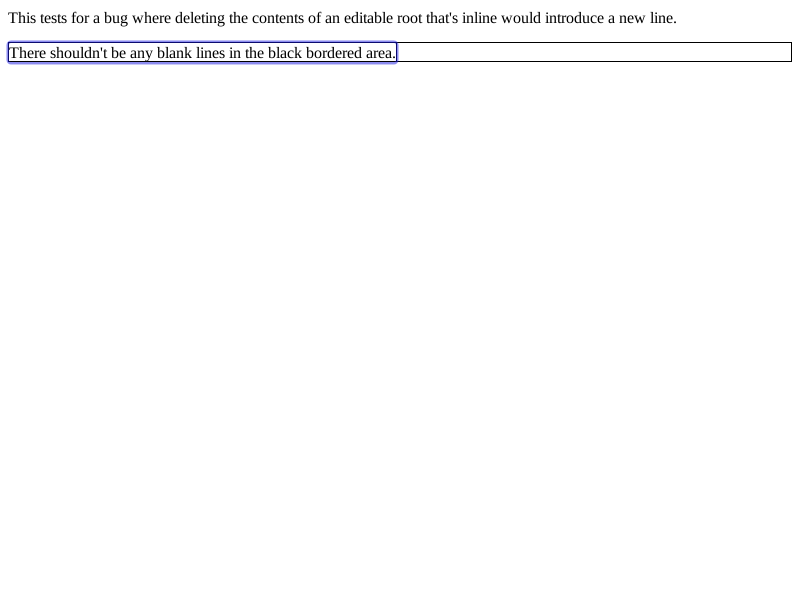 This tests for a bug where deleting the contents of an editable root that's inline would introduce a new line.
There shouldn't be any blank lines in the black bordered area.